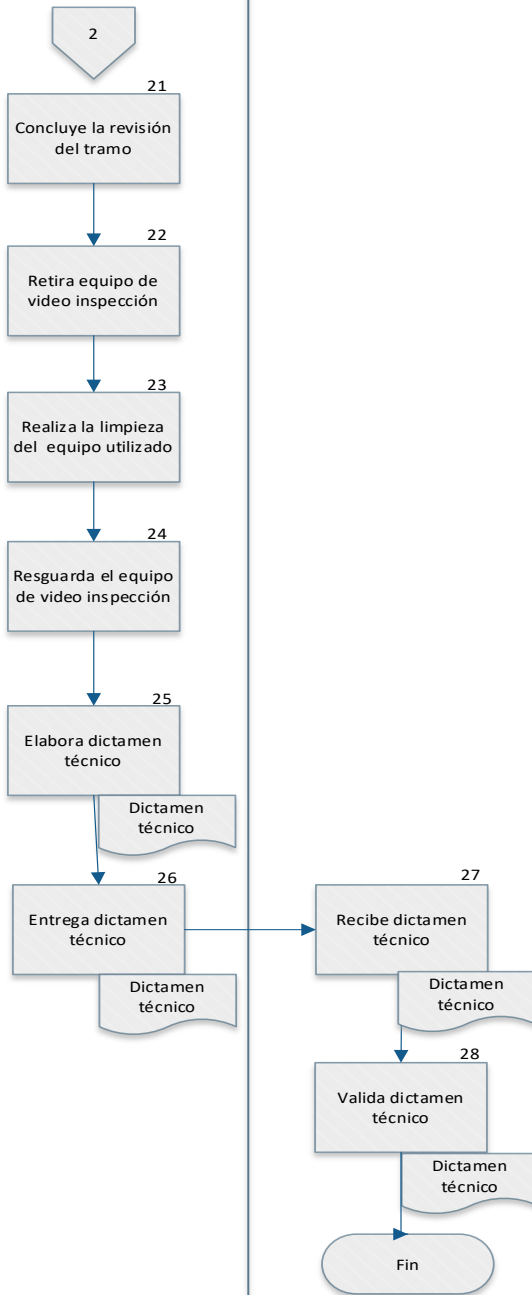 2
21
Concluye la revisión
del tramo
22
Retira equipo de
video inspección
23
Realiza la limpieza
del equipo utilizado
24
Resguarda el equipo
de video inspección
25
Elabora dictamen
técnico
Dictamen
técnico
26
Entrega dictamen
técnico
Dictamen
técnico
27
Recibe dictamen
técnico
Dictamen
técnico
28
Valida dictamen
técnico
Dictamen
técnico
Fin